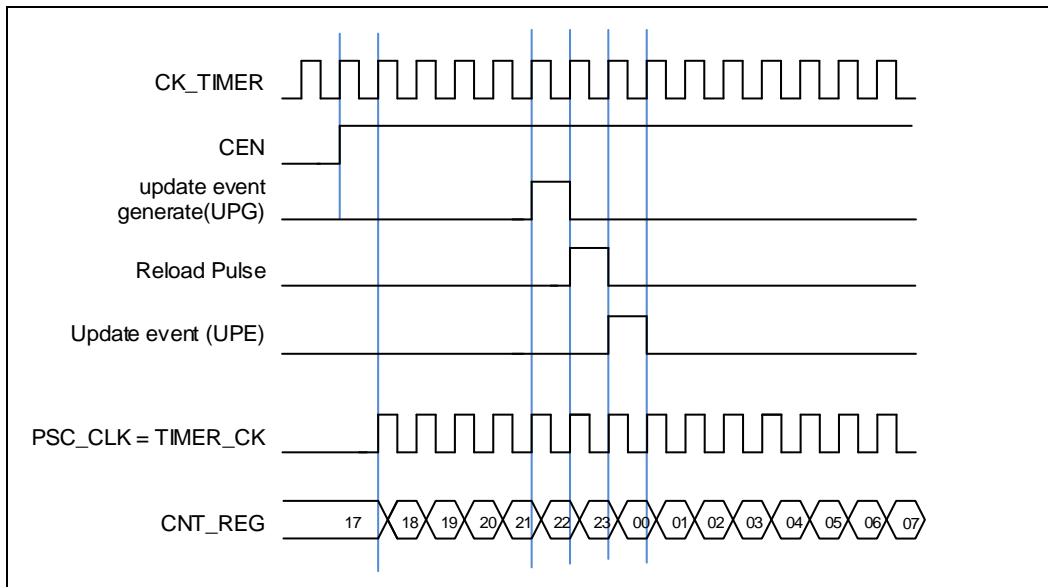 CK_TIMER
CEN
update event
generate(UPG)
Reload Pulse
Update event (UPE)
PSC_CLK = TIMER_CK
CNT_REG 17 18 19 20 21 22 23 00 01 02 03 04 05 06 07